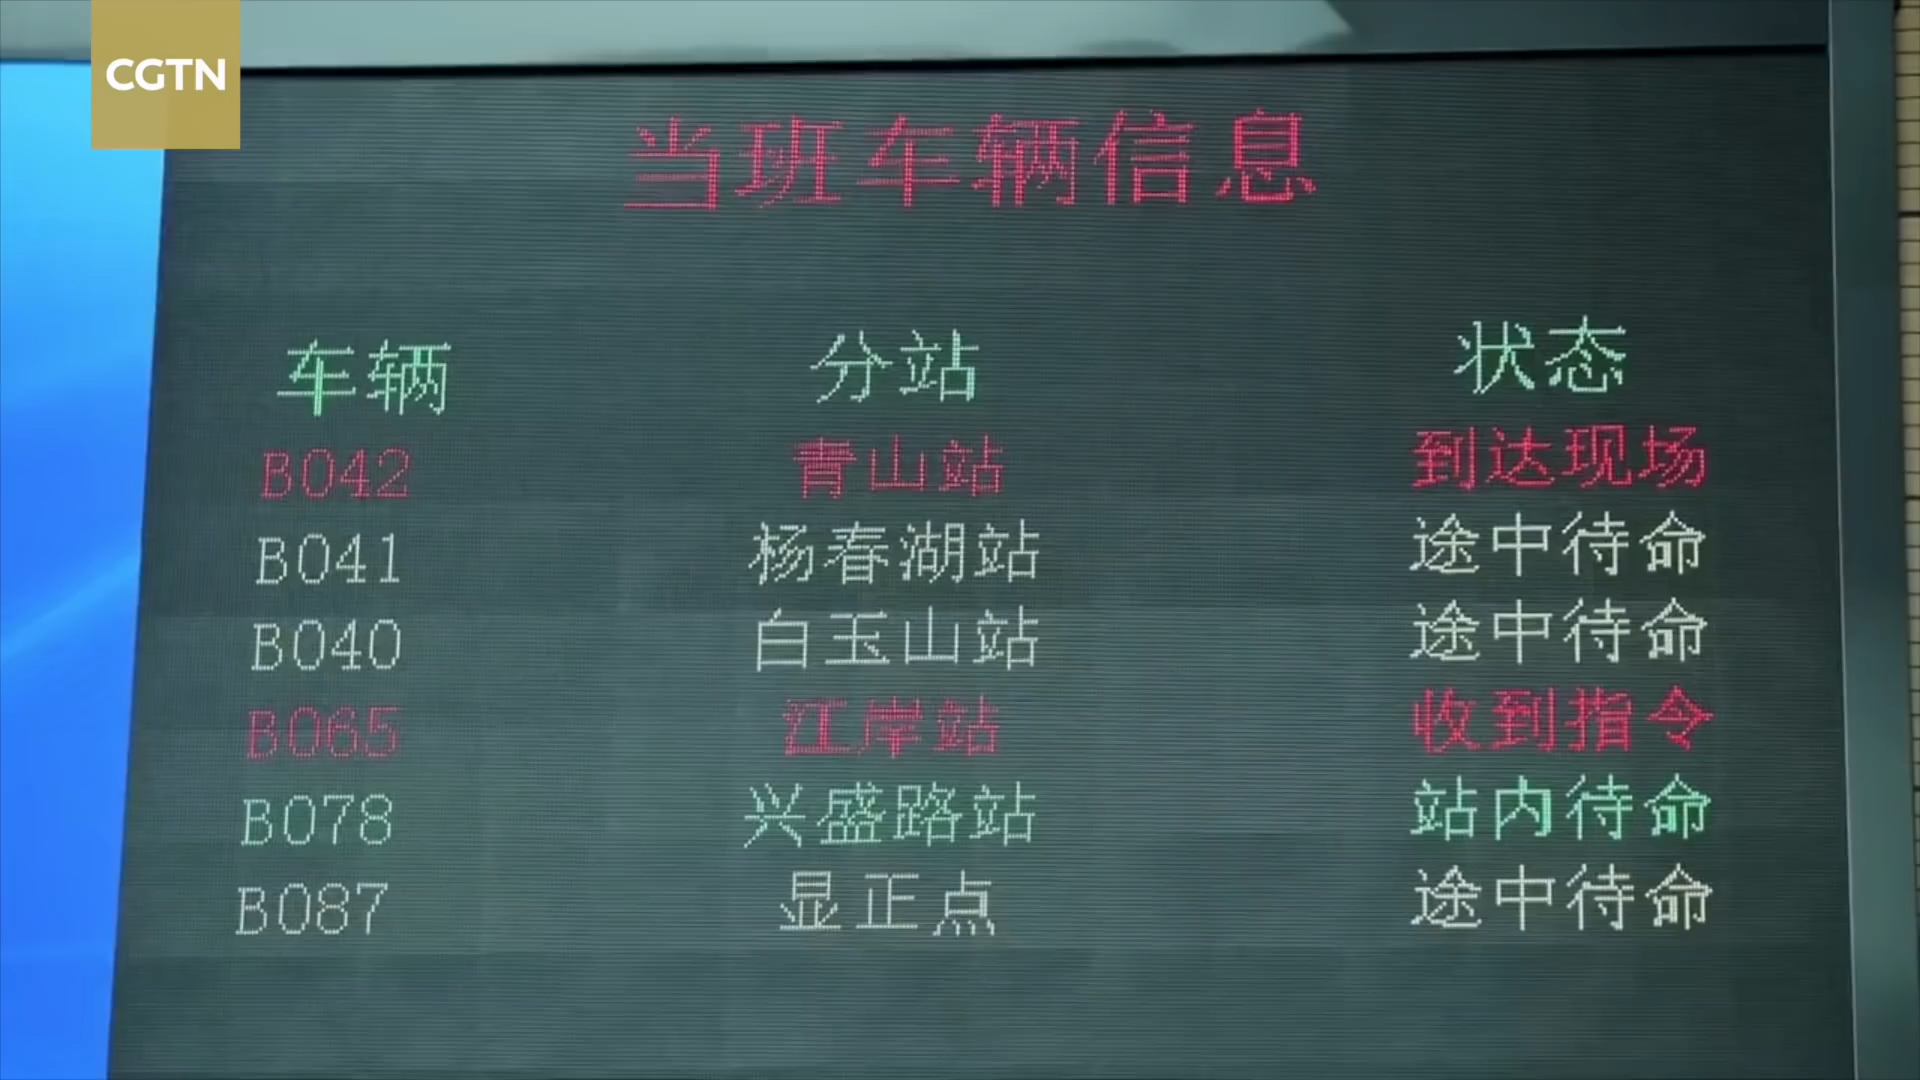 CGTN
当班车辆信息
车辆 分站 状态
B042 青山站 到达现场
B041 杨春湖站 途中待命
B040 白玉山站 途中待命
B065 江岸站 收到指令
B078 兴盛路站 站内待命
B087 显正点 途中待命